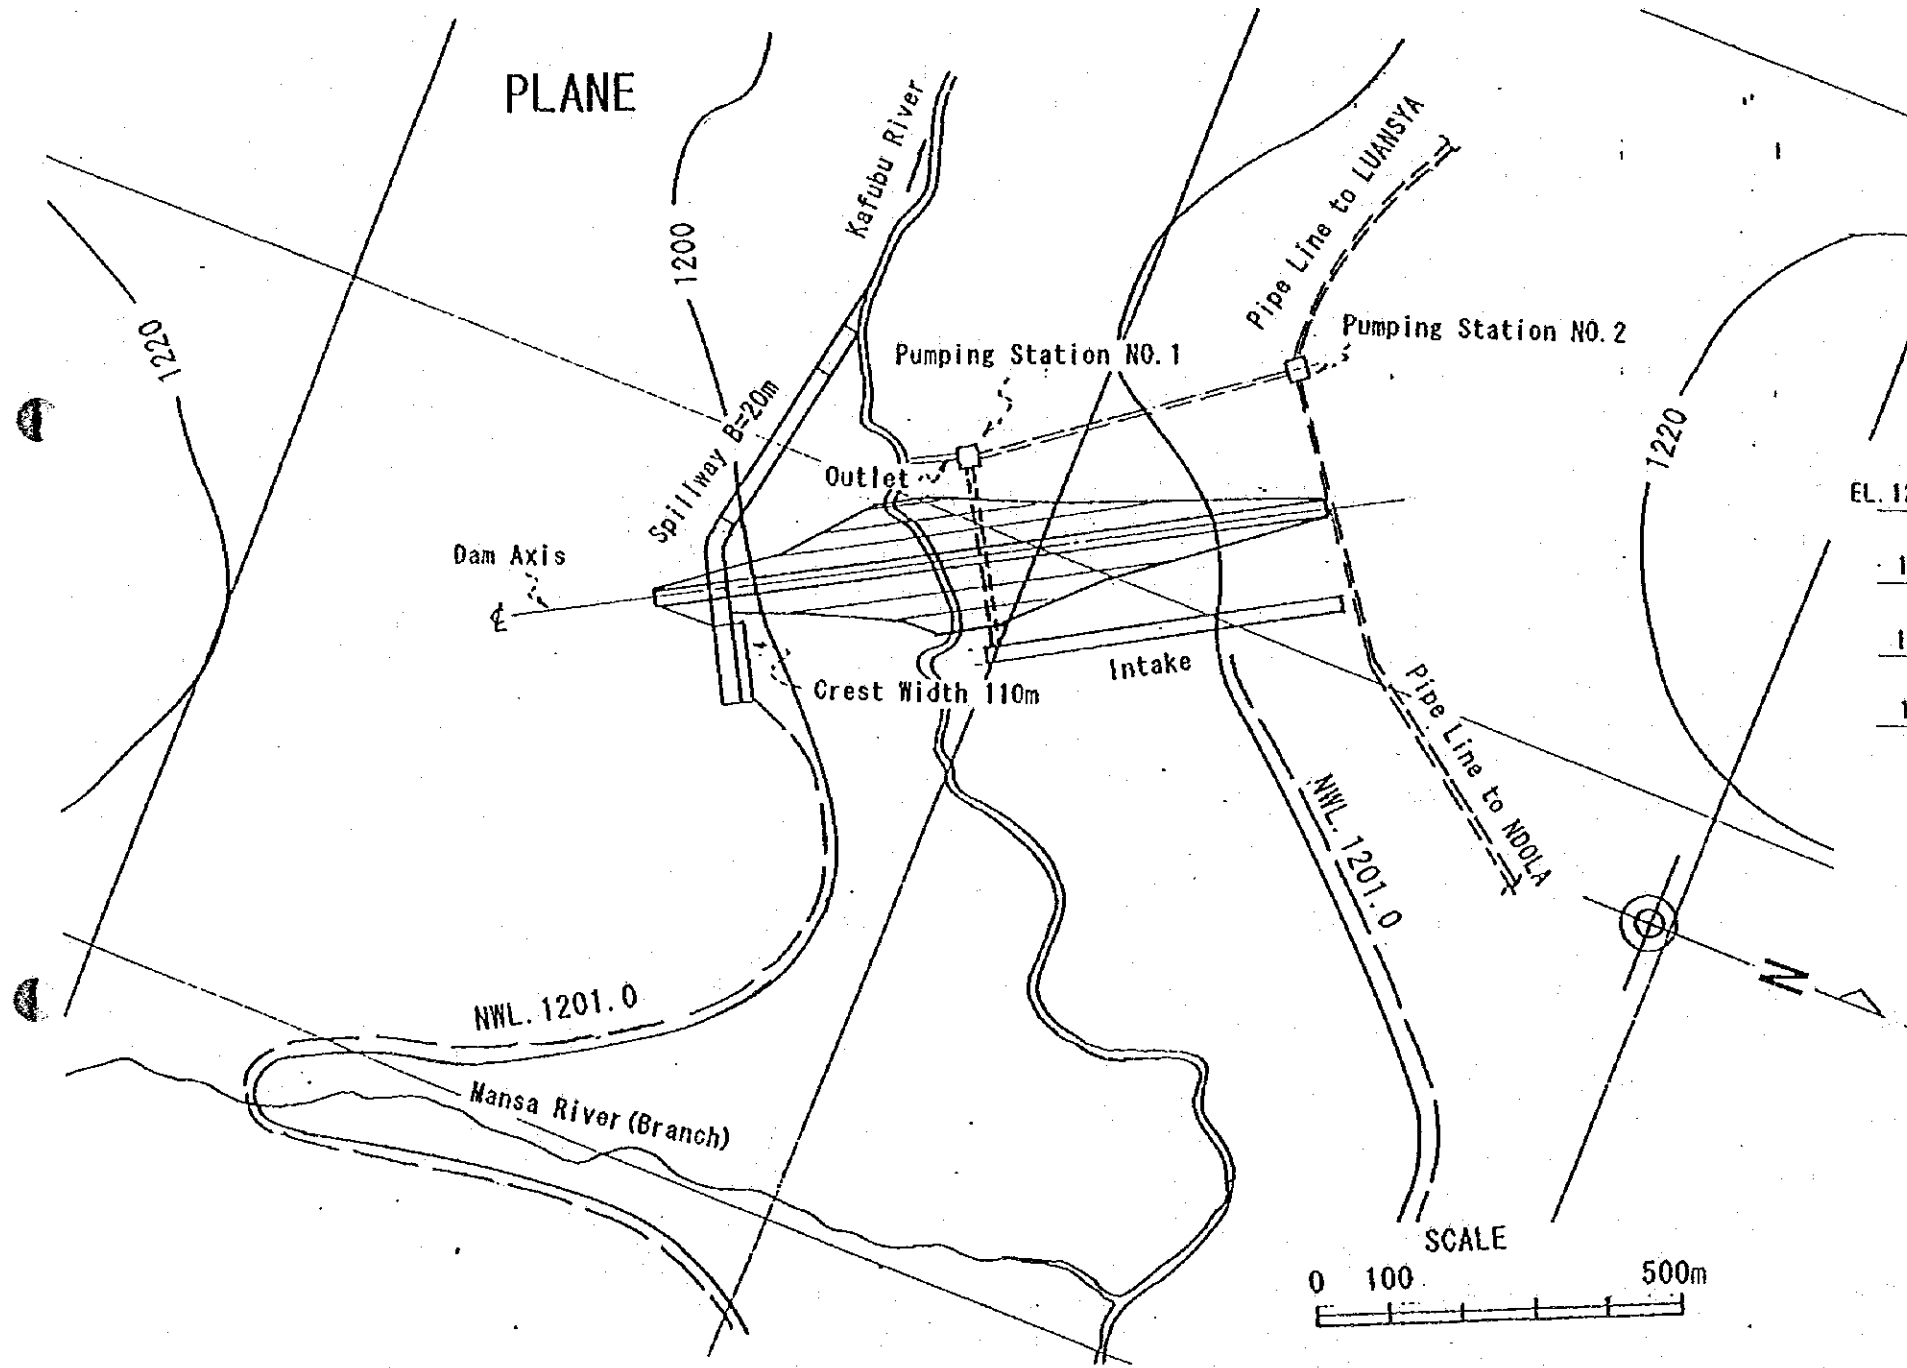 PLANE
Kafubu River
Pipe Line to LUANSYA
1200
1220
Pumping Station NO.2
Pumping Station NO.1
Spillway B=20m
Outlet
1220
Dam Axis
℄
Intake
Crest Width 110m
Pipe Line to NDOLA
NWL.1201.0
NWL.1201.0
N
Mansa River(Branch)
SCALE
0 100 500m